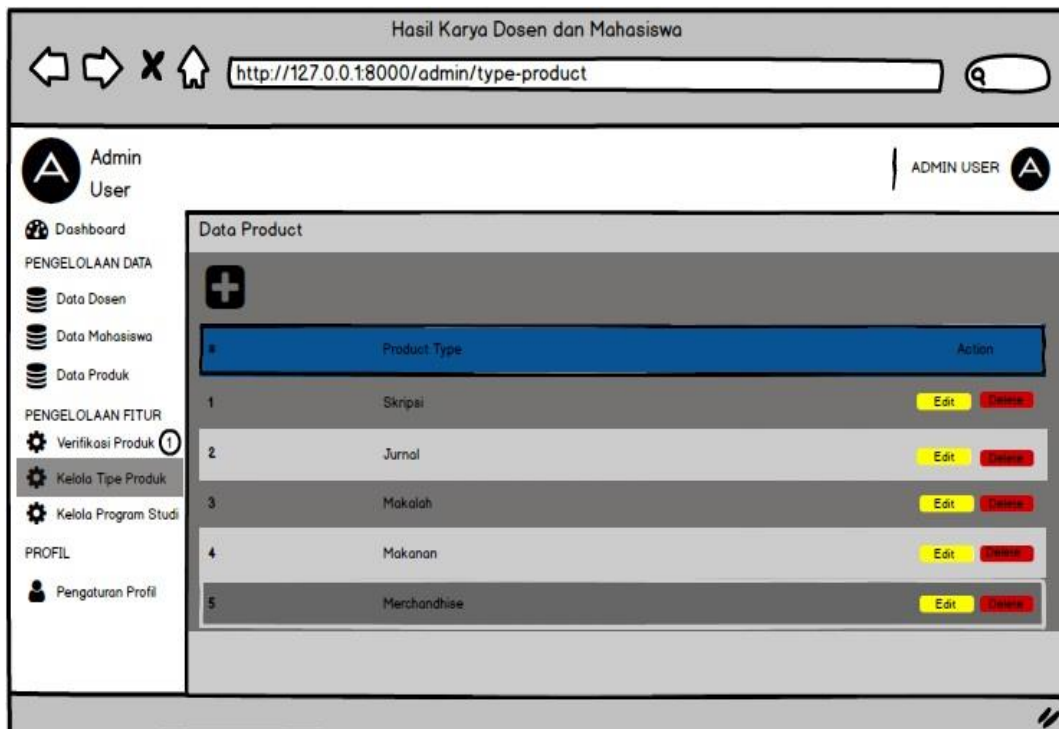 Hasil Karya Dosen dan Mahasiswa
http://127.0.0.1:8000/admin/type-product
Admin
User
ADMIN USER
Dashboard
PENGELOLAAN DATA
Data Dosen
Data Mahasiswa
Data Produk
PENGELOLAAN FITUR
Verifikasi Produk 1
Kelola Tipe Produk
Kelola Program Studi
PROFIL
Pengaturan Profil
Data Product
# Product Type Action
1 Skripsi Edit Delete
2 Jurnal Edit Delete
3 Makalah Edit Delete
4 Makanan Edit Delete
5 Merchandhise Edit Delete